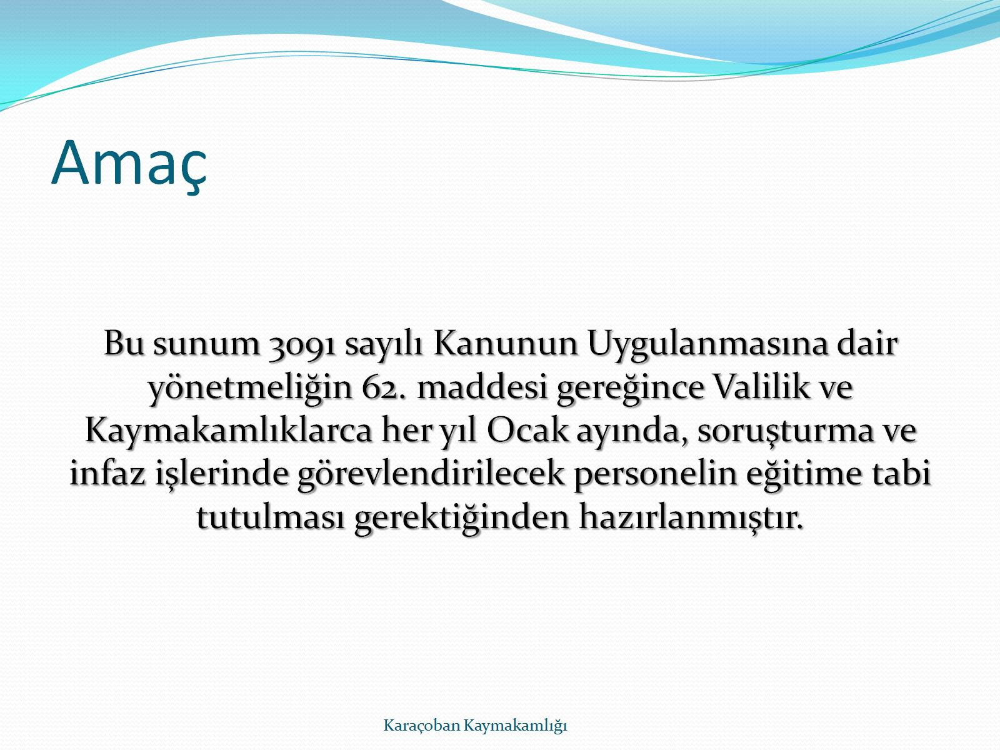 Amaç
Bu sunum 3091 sayılı Kanunun Uygulanmasına dair
yönetmeliğin 62. maddesi gereğince Valilik ve
Kaymakamlıklarca her yıl Ocak ayında, soruşturma ve
infaz işlerinde görevlendirilecek personelin eğitime tabi
tutulması gerektiğinden hazırlanmıştır.
Karaçoban Kaymakamlığı